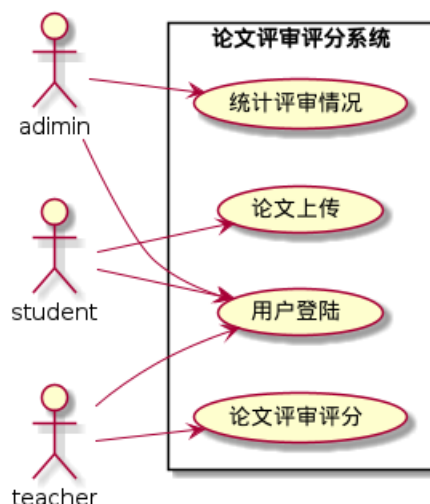 论文评审评分系统
adimin
统计评审情况
论文上传
student
用户登陆
论文评审评分
teacher